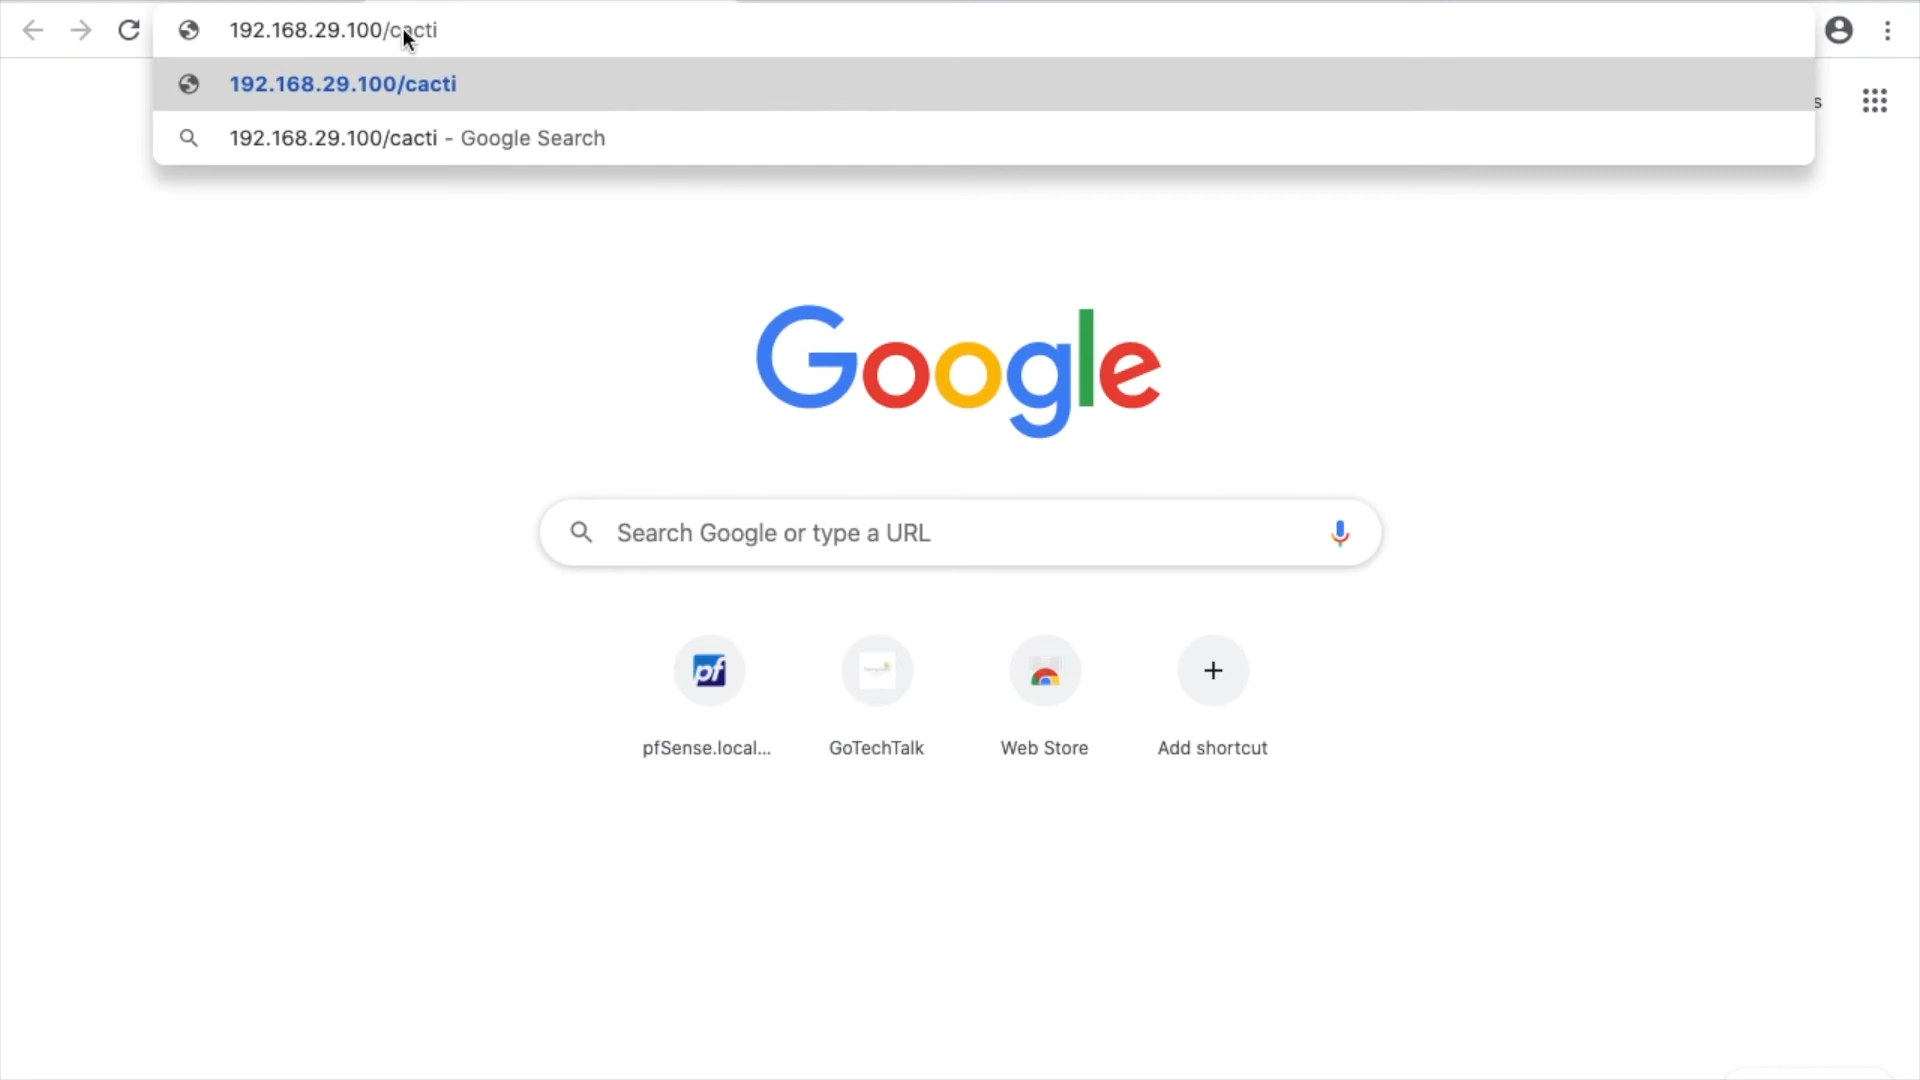 192.168.29.100/cacti
192.168.29.100/cacti
192.168.29.100/cacti - Google Search
s
Google
Search Google or type a URL
pf
pfSense.local...
GoTechTalk
Web Store
Add shortcut